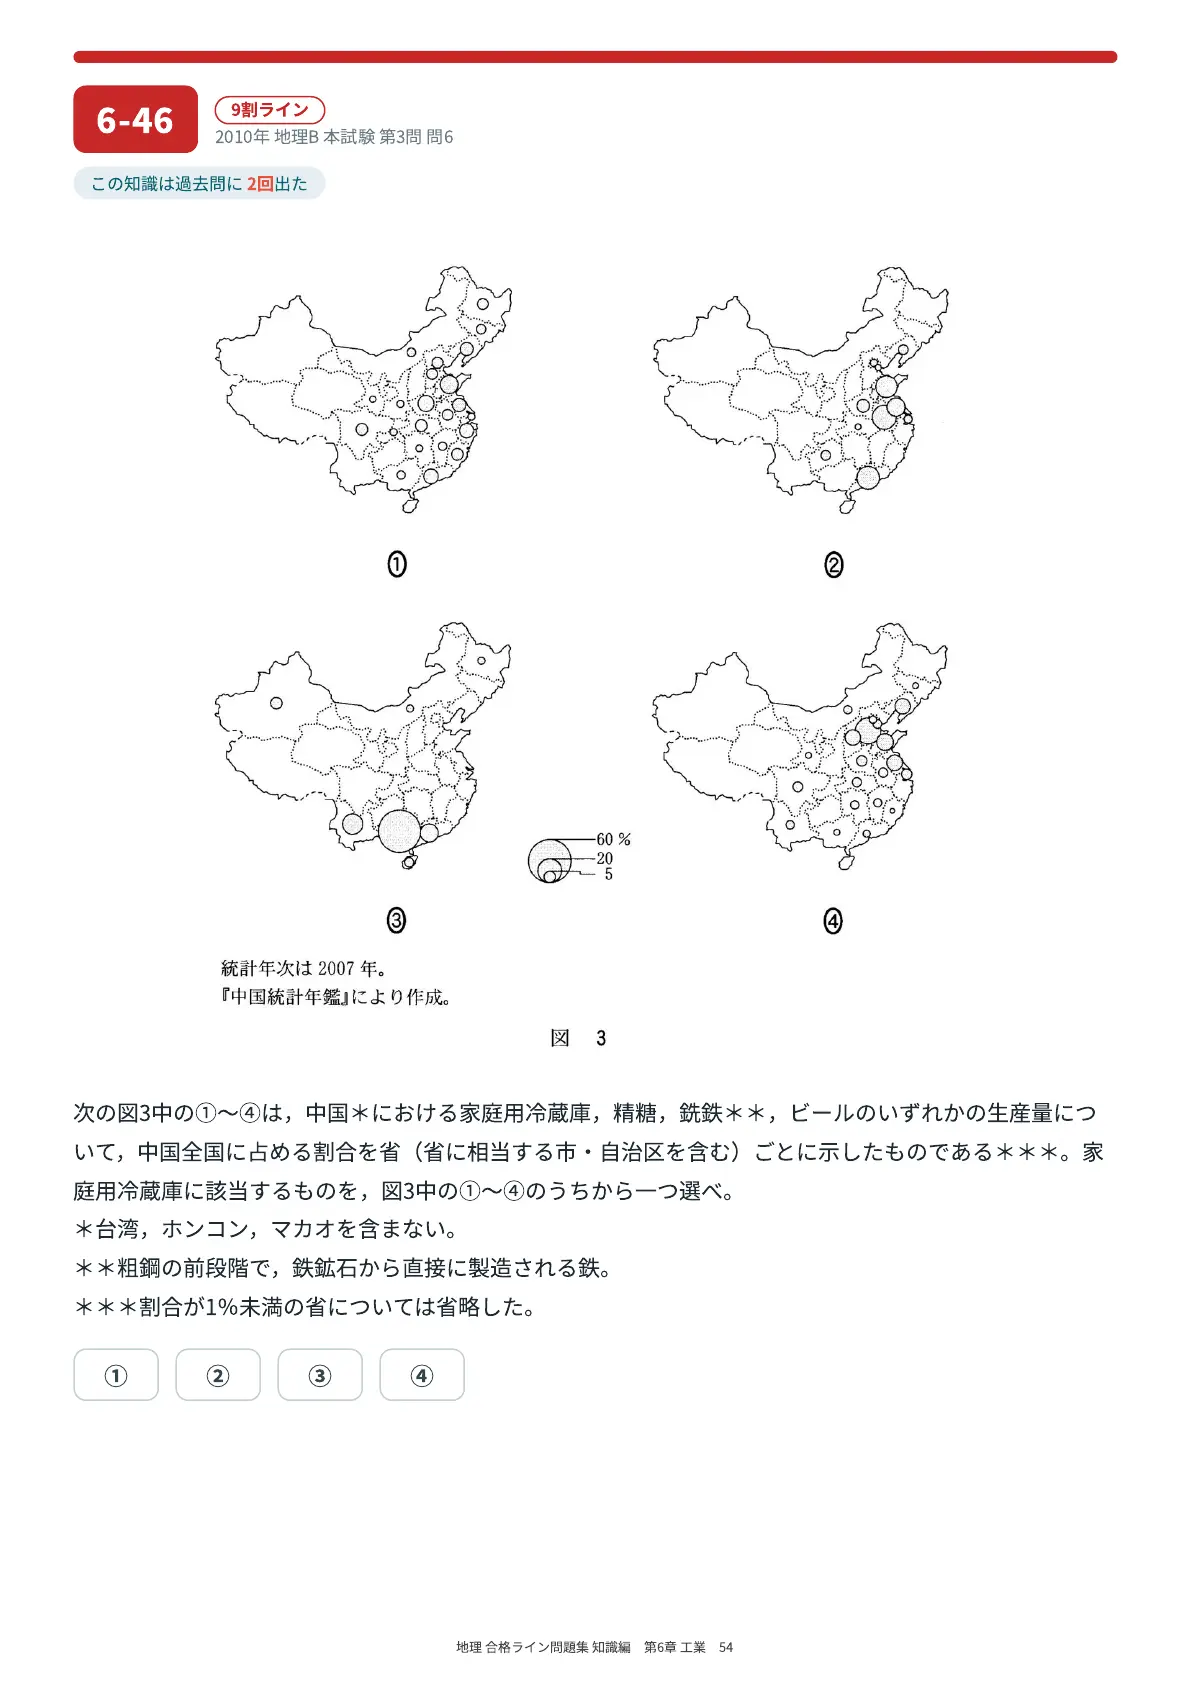 6-46
9割ライン
2010年 地理B 本試験 第3問 問6
この知識は過去問に 2回出た
①
②
60 %
20
5
③
④
統計年次は 2007 年。
『中国統計年鑑』により作成。
図 3
次の図3中の①～④は，中国＊における家庭用冷蔵庫，精糖，銑鉄＊＊，ビールのいずれかの生産量につ
いて，中国全国に占める割合を省（省に相当する市・自治区を含む）ごとに示したものである＊＊＊。家
庭用冷蔵庫に該当するものを，図3中の①～④のうちから一つ選べ。
＊台湾，ホンコン，マカオを含まない。
＊＊粗鋼の前段階で，鉄鉱石から直接に製造される鉄。
＊＊＊割合が1％未満の省については省略した。
① ② ③ ④
地理 合格ライン問題集 知識編 第6章 工業 54